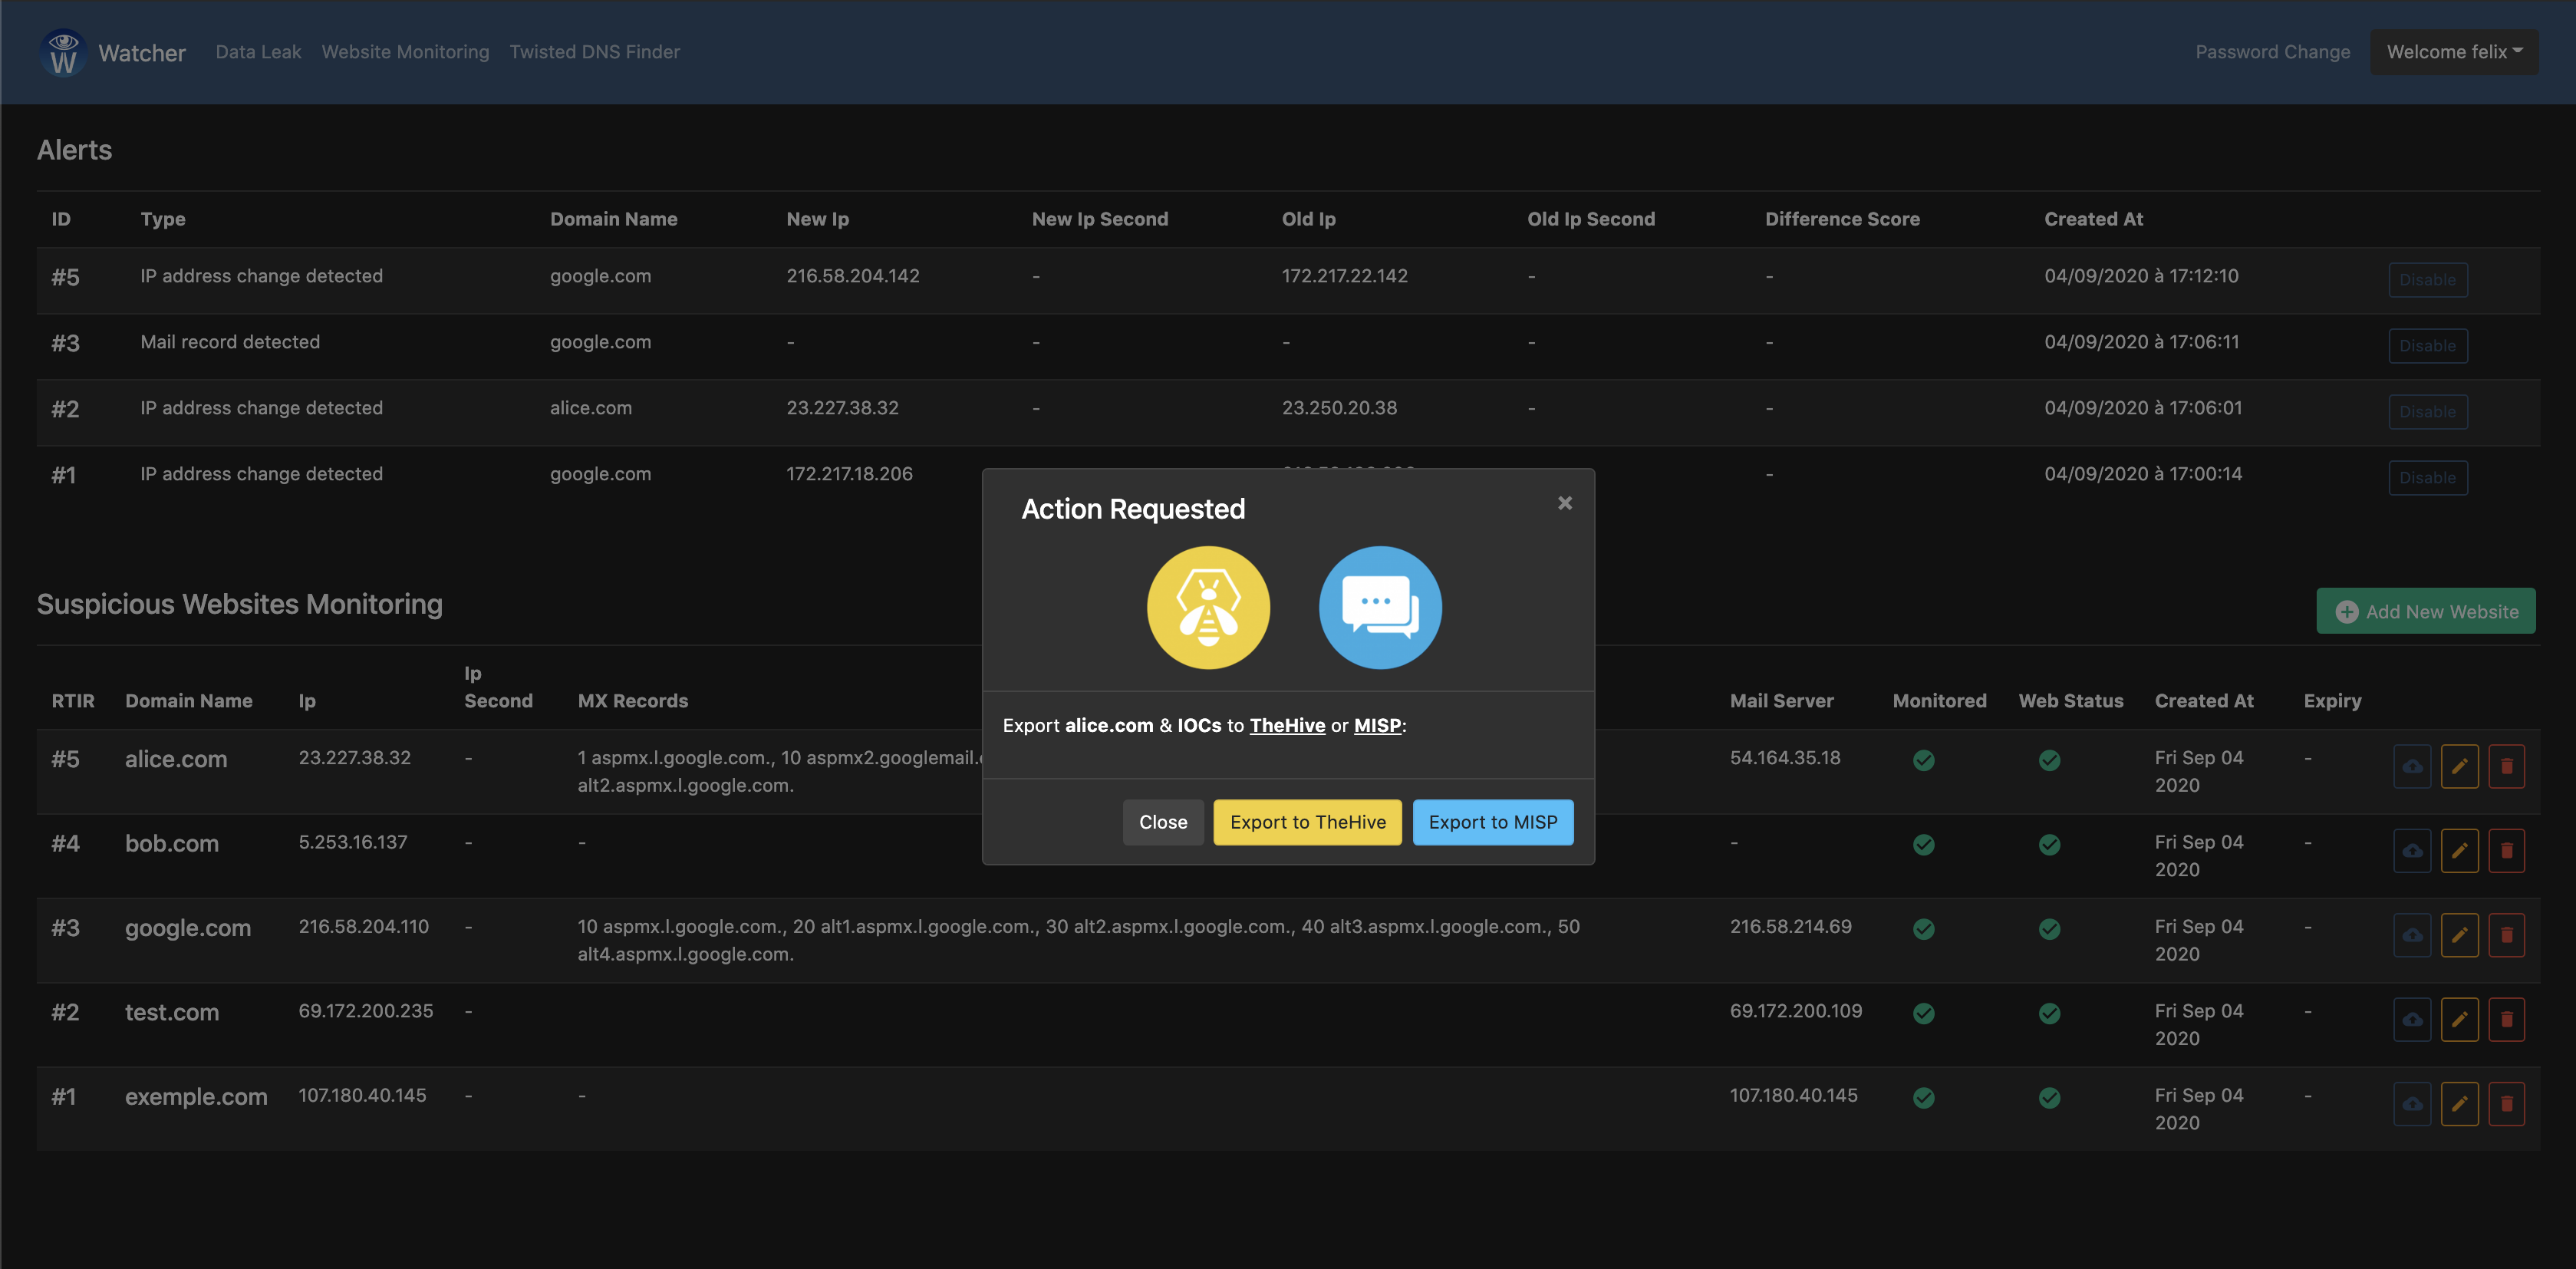 W Watcher Data Leak Website Monitoring Twisted DNS Finder Password Change Welcome felix
Alerts
ID Type Domain Name New Ip New Ip Second Old Ip Old Ip Second Difference Score Created At
#5 IP address change detected google.com 216.58.204.142 - 172.217.22.142 - - 04/09/2020 à 17:12:10 Disable
#3 Mail record detected google.com - - - - - 04/09/2020 à 17:06:11 Disable
#2 IP address change detected alice.com 23.227.38.32 - 23.250.20.38 - - 04/09/2020 à 17:06:01 Disable
#1 IP address change detected google.com 172.217.18.206 - 04/09/2020 à 17:00:14 Disable
Action Requested ×
Export alice.com & IOCs to TheHive or MISP:
Close Export to TheHive Export to MISP
Suspicious Websites Monitoring Add New Website
RTIR Domain Name Ip Ip Second MX Records Mail Server Monitored Web Status Created At Expiry
#5 alice.com 23.227.38.32 - 1 aspmx.l.google.com., 10 aspmx2.googlemail. 54.164.35.18 Fri Sep 04 -
alt2.aspmx.l.google.com. 2020
#4 bob.com 5.253.16.137 - - - Fri Sep 04 -
2020
#3 google.com 216.58.204.110 - 10 aspmx.l.google.com., 20 alt1.aspmx.l.google.com., 30 alt2.aspmx.l.google.com., 40 alt3.aspmx.l.google.com., 50 216.58.214.69 Fri Sep 04 -
alt4.aspmx.l.google.com. 2020
#2 test.com 69.172.200.235 - 69.172.200.109 Fri Sep 04 -
2020
#1 exemple.com 107.180.40.145 - - 107.180.40.145 Fri Sep 04 -
2020